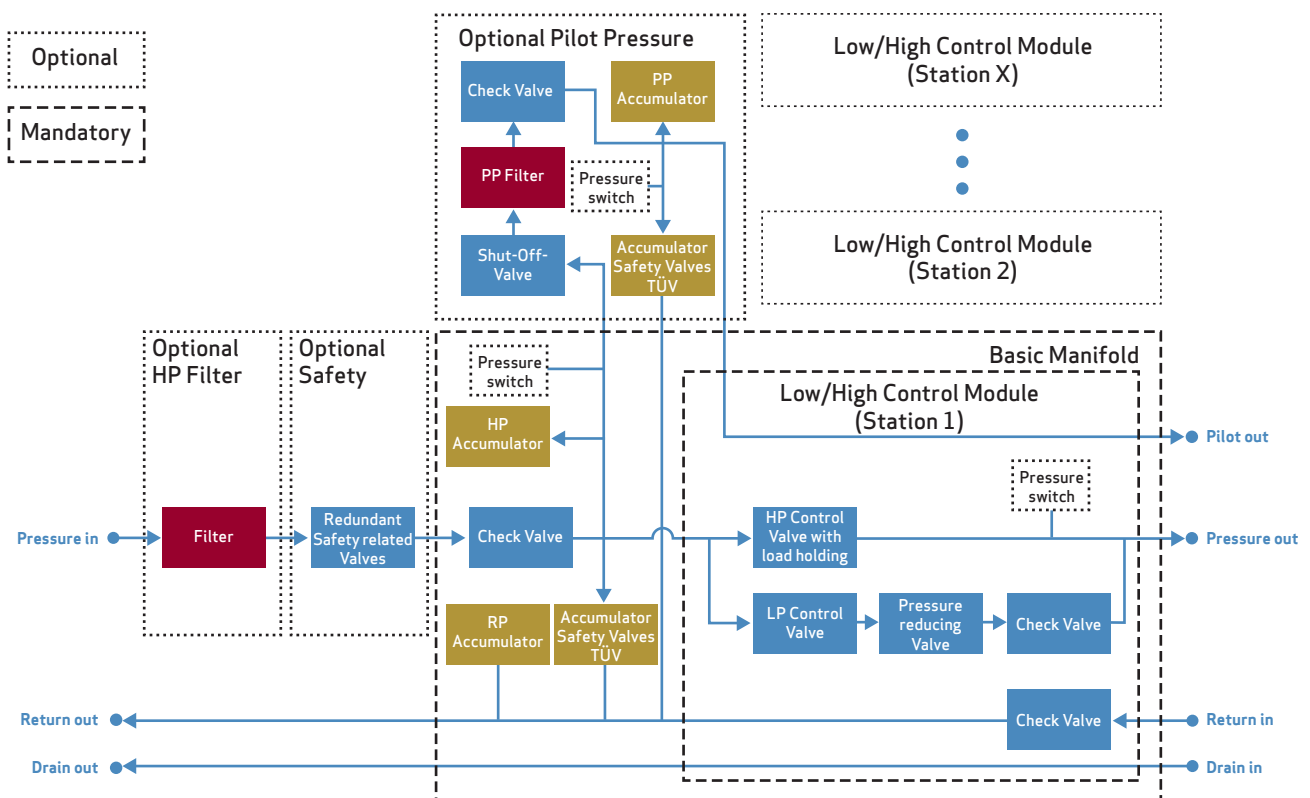 Optional
Mandatory
Optional Pilot Pressure
Check Valve
PP
Accumulator
PP Filter
Pressure
switch
Shut-Off-
Valve
Accumulator
Safety Valves
TÜV
Low/High Control Module
(Station X)
Low/High Control Module
(Station 2)
Optional
HP Filter
Optional
Safety
Basic Manifold
Pressure
switch
HP
Accumulator
Low/High Control Module
(Station 1)
Pilot out
Pressure
switch
Pressure in
Filter
Redundant
Safety related
Valves
Check Valve
HP Control
Valve with
load holding
Pressure out
RP
Accumulator
Accumulator
Safety Valves
TÜV
LP Control
Valve
Pressure
reducing
Valve
Check Valve
Return out
Check Valve
Return in
Drain out
Drain in